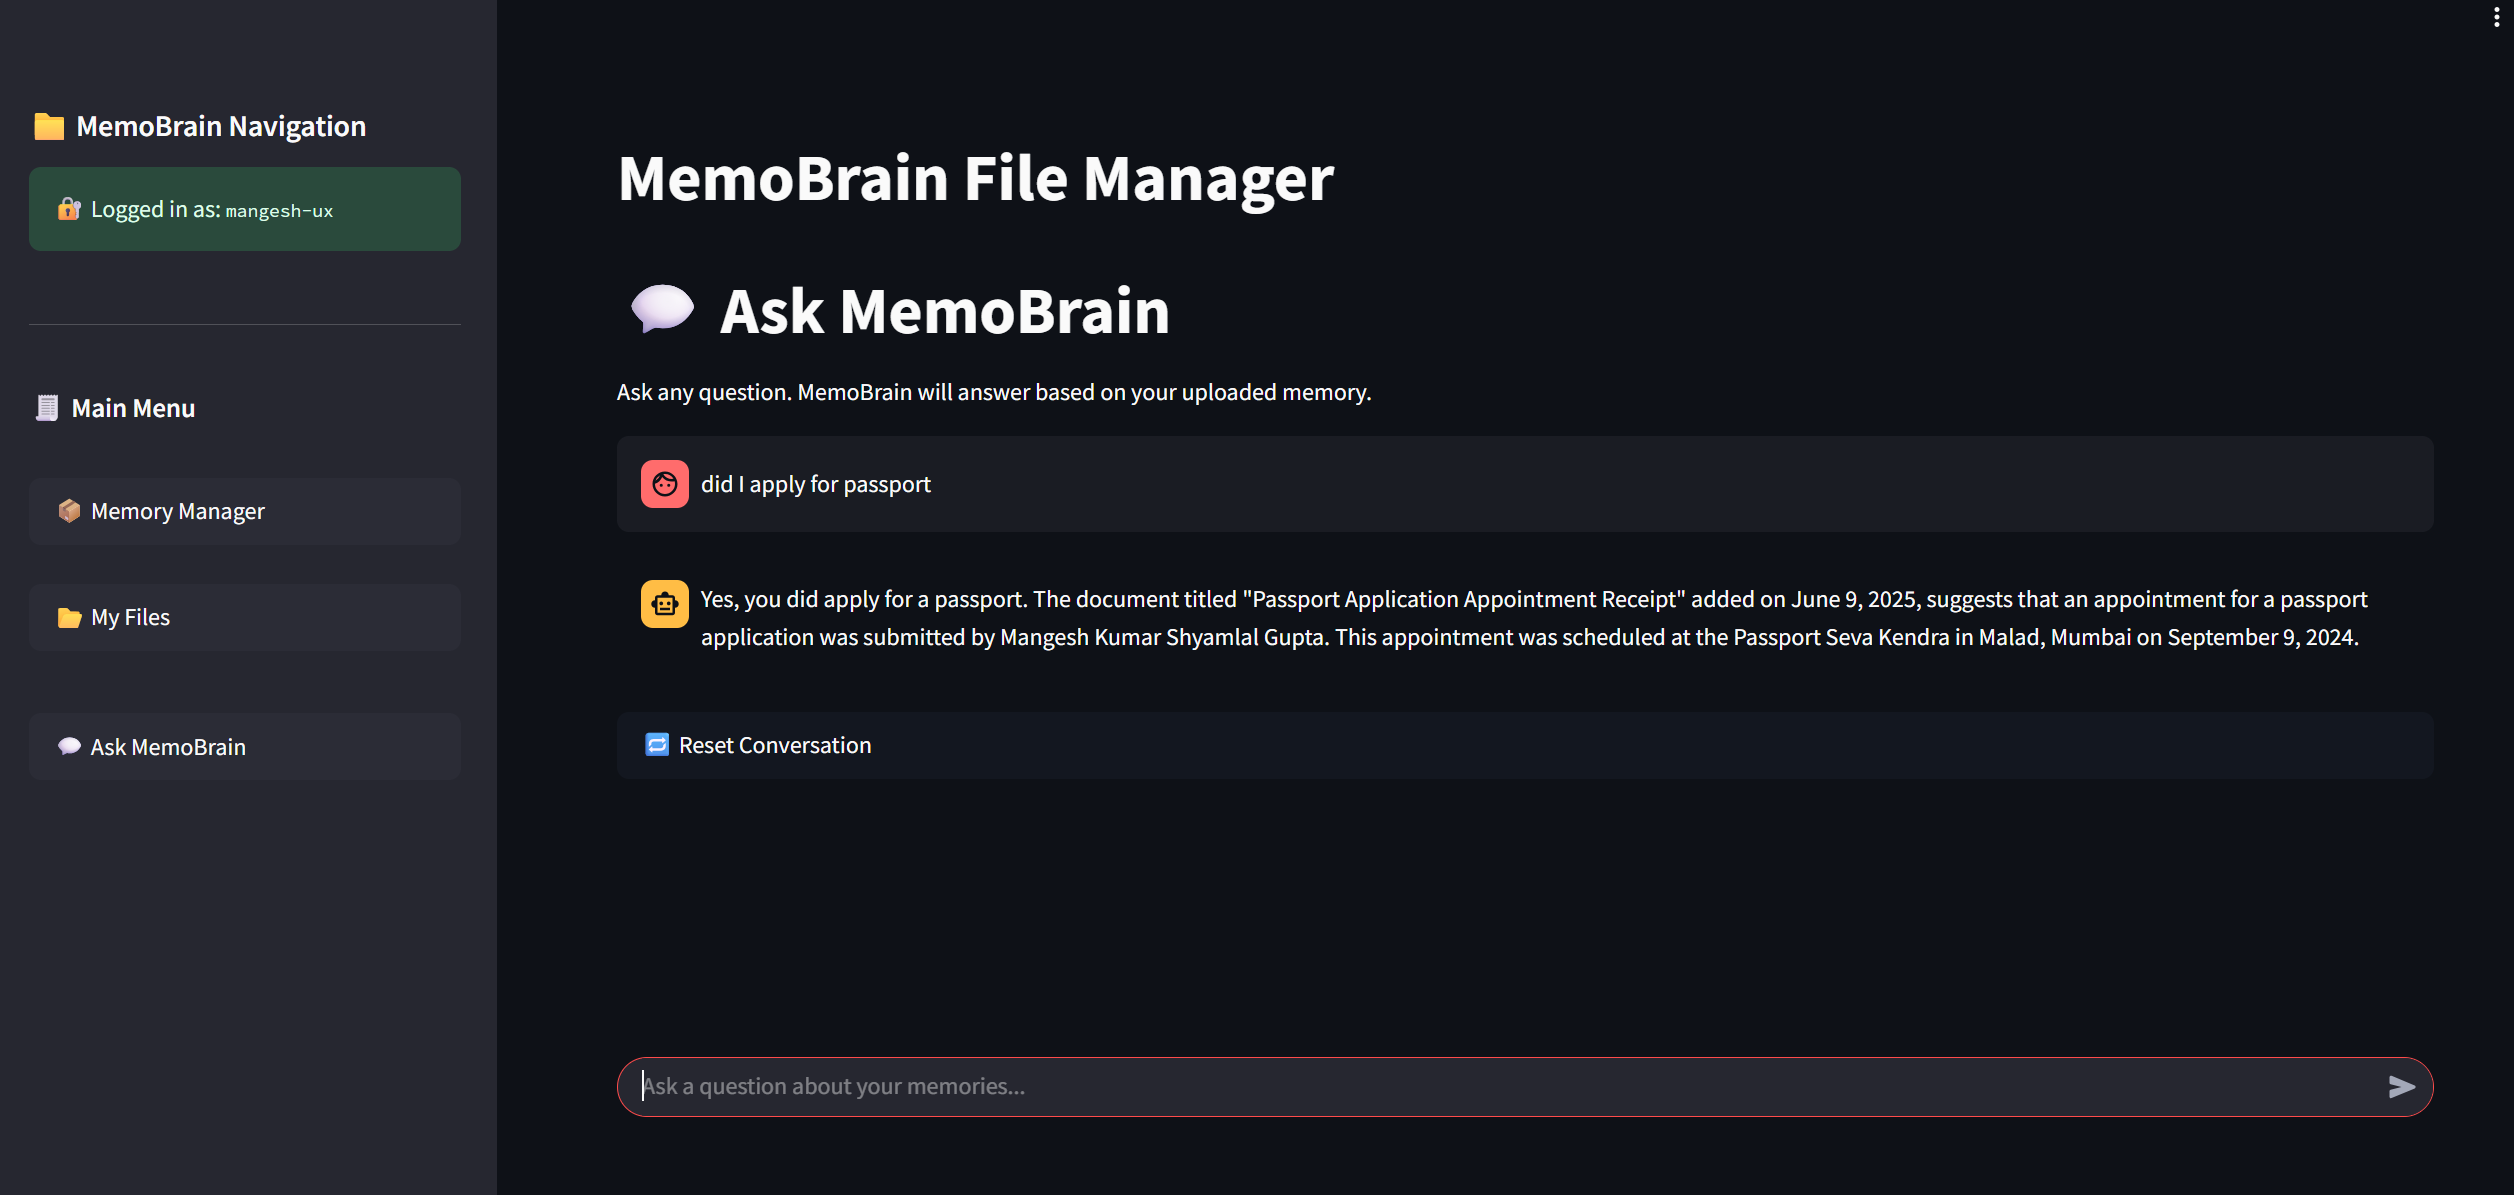 MemoBrain Navigation
Logged in as: mangesh-ux
Main Menu
Memory Manager
My Files
Ask MemoBrain
MemoBrain File Manager
Ask MemoBrain
Ask any question. MemoBrain will answer based on your uploaded memory.
did I apply for passport
Yes, you did apply for a passport. The document titled "Passport Application Appointment Receipt" added on June 9, 2025, suggests that an appointment for a passport
application was submitted by Mangesh Kumar Shyamlal Gupta. This appointment was scheduled at the Passport Seva Kendra in Malad, Mumbai on September 9, 2024.
Reset Conversation
Ask a question about your memories...